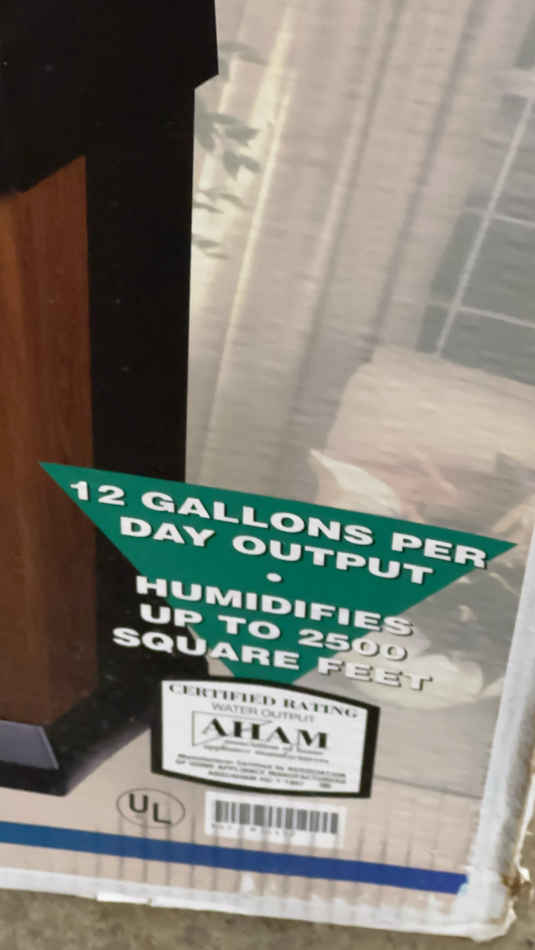 12 GALLONS PER
DAY OUTPUT
•
HUMIDIFIES
UP TO 2500
SQUARE FEET
CERTIFIED RATING
WATER OUTPUT
AHAM
UL